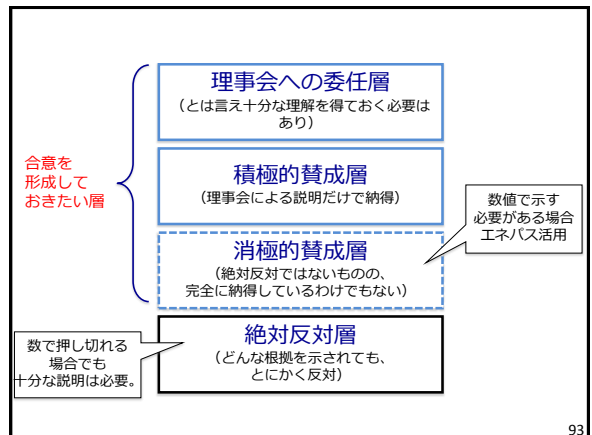 理事会への委任層
（とは言え十分な理解を得ておく必要は
あり）
合意を
形成して
おきたい層
積極的賛成層
（理事会による説明だけで納得）
数値で示す
必要がある場合
エネパス活用
消極的賛成層
（絶対反対ではないものの、
完全に納得しているわけでもない）
数で押し切れる
場合でも
十分な説明は必要。
絶対反対層
（どんな根拠を示されても、
とにかく反対）
93